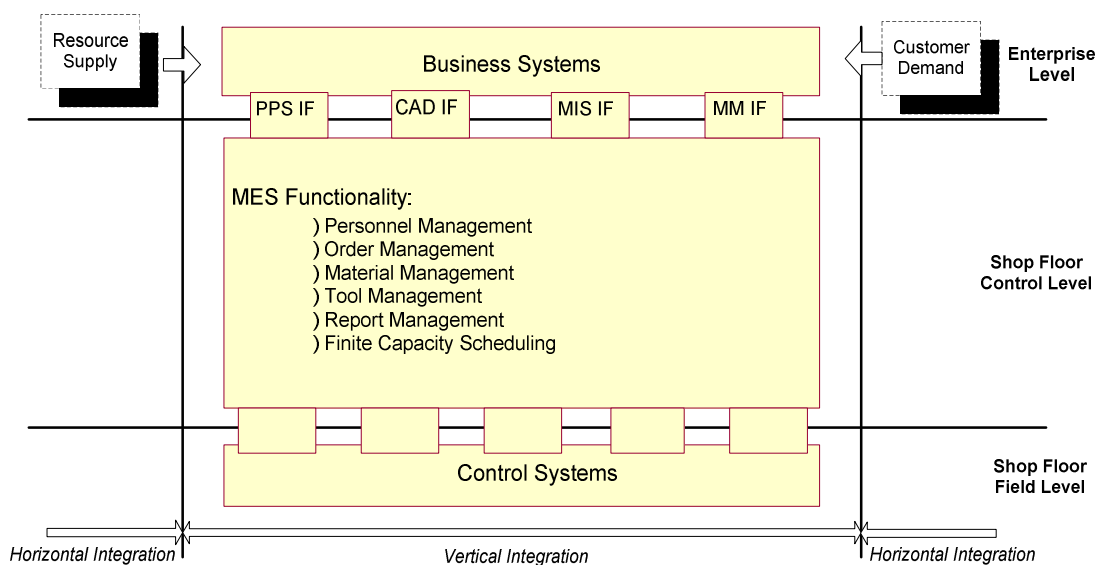 Resource
Supply
Business Systems
Customer
Demand
Enterprise
Level
PPS IF
CAD IF
MIS IF
MM IF
MES Functionality:
) Personnel Management
) Order Management
) Material Management
) Tool Management
) Report Management
) Finite Capacity Scheduling
Shop Floor
Control Level
Control Systems
Shop Floor
Field Level
Horizontal Integration
Vertical Integration
Horizontal Integration